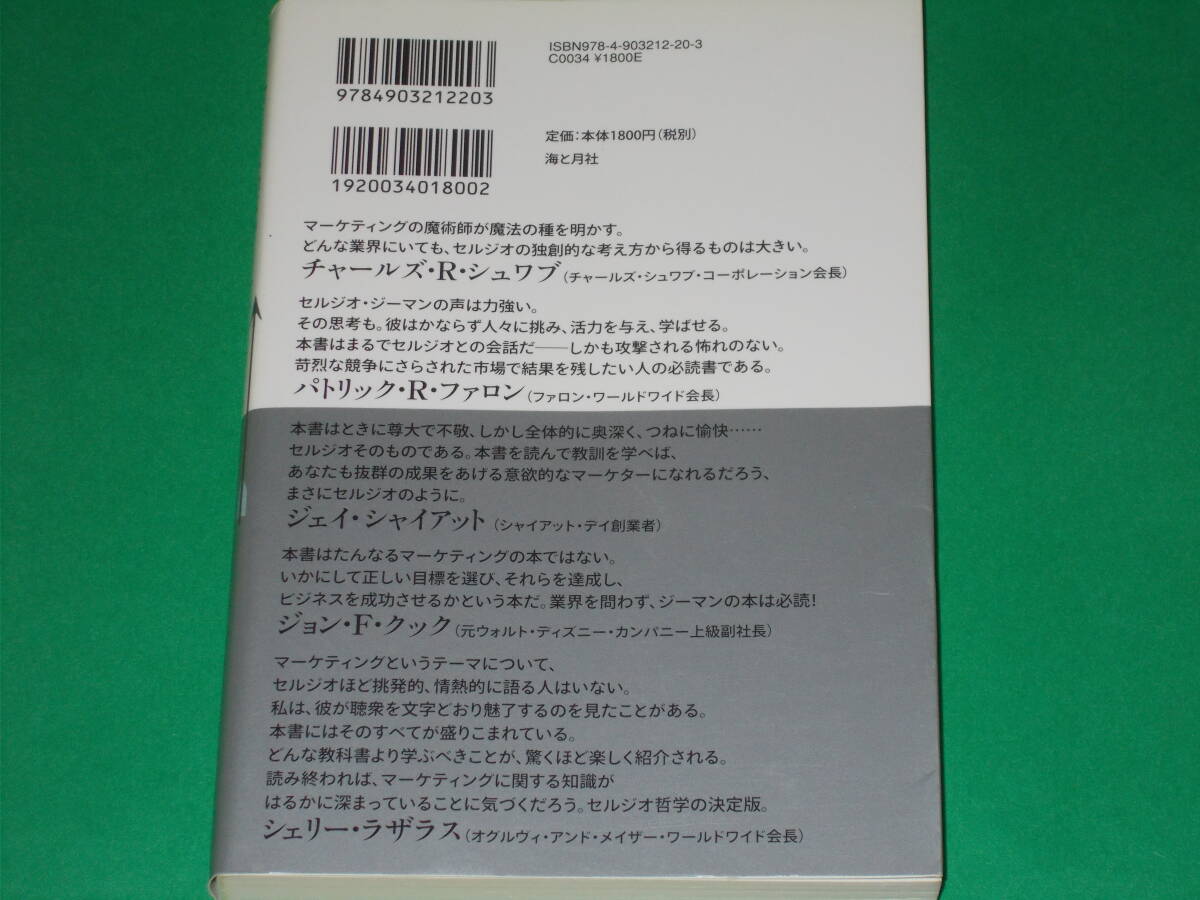 ISBN978-4-903212-20-3
C0034 ¥1800E
9784903212203
定価：本体1800円（税別）
海と月社
1920034018002
マーケティングの魔術師が魔法の種を明かす。
どんな業界にいても、セルジオの独創的な考え方から得るものは大きい。
チャールズ・R・シュワブ（チャールズ・シュワブ・コーポレーション会長）
セルジオ・ジーマンの声は力強い。
その思考も。彼はかならず人々に挑み、活力を与え、学ばせる。
本書はまるでセルジオとの会話だ――しかも攻撃される怖れのない。
苛烈な競争にさらされた市場で結果を残したい人の必読書である。
パトリック・R・ファロン（ファロン・ワールドワイド会長）
本書はときに尊大で不敬、しかし全体的に奥深く、つねに愉快……
セルジオそのものである。本書を読んで教訓を学べば、
あなたも抜群の成果をあげる意欲的なマーケターになれるだろう、
まさにセルジオのように。
ジェイ・シャイアット（シャイアット・デイ創業者）
本書はたんなるマーケティングの本ではない。
いかにして正しい目標を選び、それらを達成し、
ビジネスを成功させるかという本だ。業界を問わず、ジーマンの本は必読！
ジョン・F・クック（元ウォルト・ディズニー・カンパニー上級副社長）
マーケティングというテーマについて、
セルジオほど挑発的、情熱的に語る人はいない。
私は、彼が聴衆を文字どおり魅了するのを見たことがある。
本書にはそのすべてが盛りこまれている。
どんな教科書より学ぶべきことが、驚くほど楽しく紹介される。
読み終われば、マーケティングに関する知識が
はるかに深まっていることに気づくだろう。セルジオ哲学の決定版。
シェリー・ラザラス（オグルヴィ・アンド・メイザー・ワールドワイド会長）